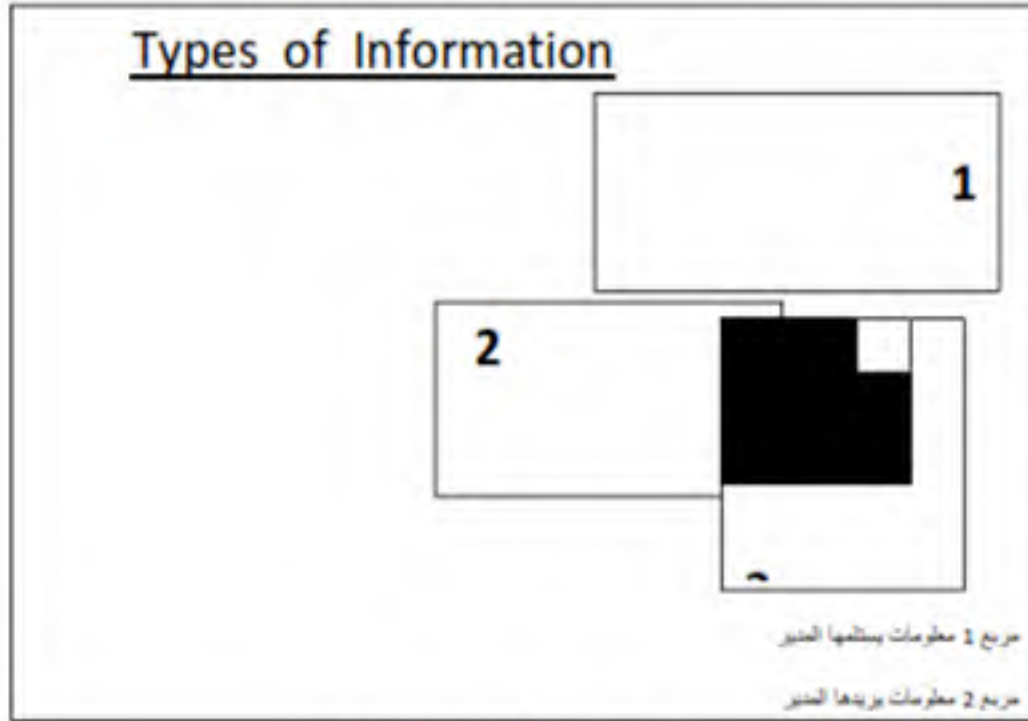 Types of Information
1
2
مربع 1 معلومات يستلمها المدير
مربع 2 معلومات يريدها المدير